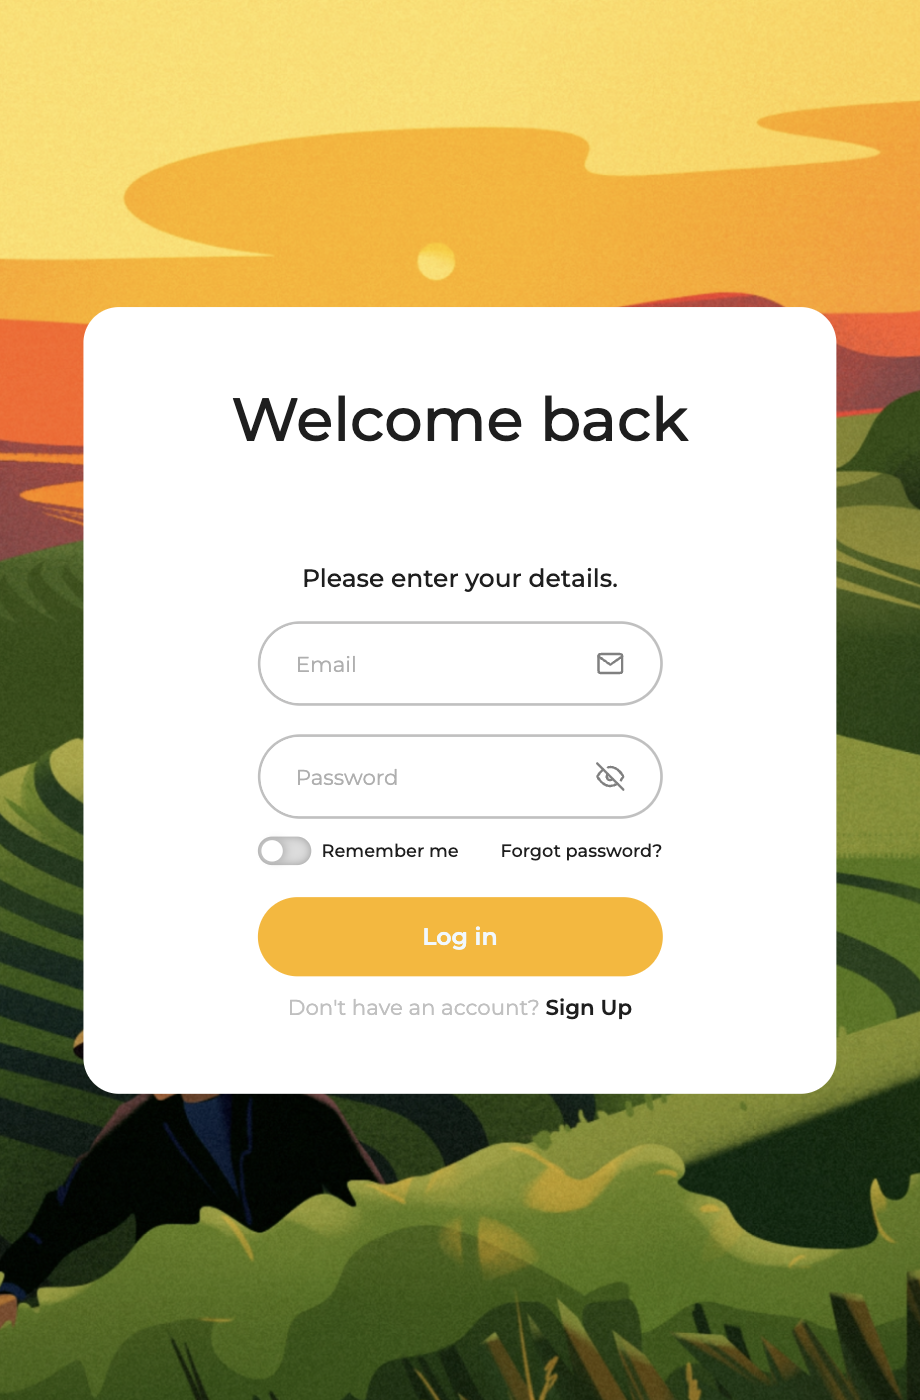 Welcome back
Please enter your details.
Email
Password
Remember me Forgot password?
Log in
Don't have an account? Sign Up